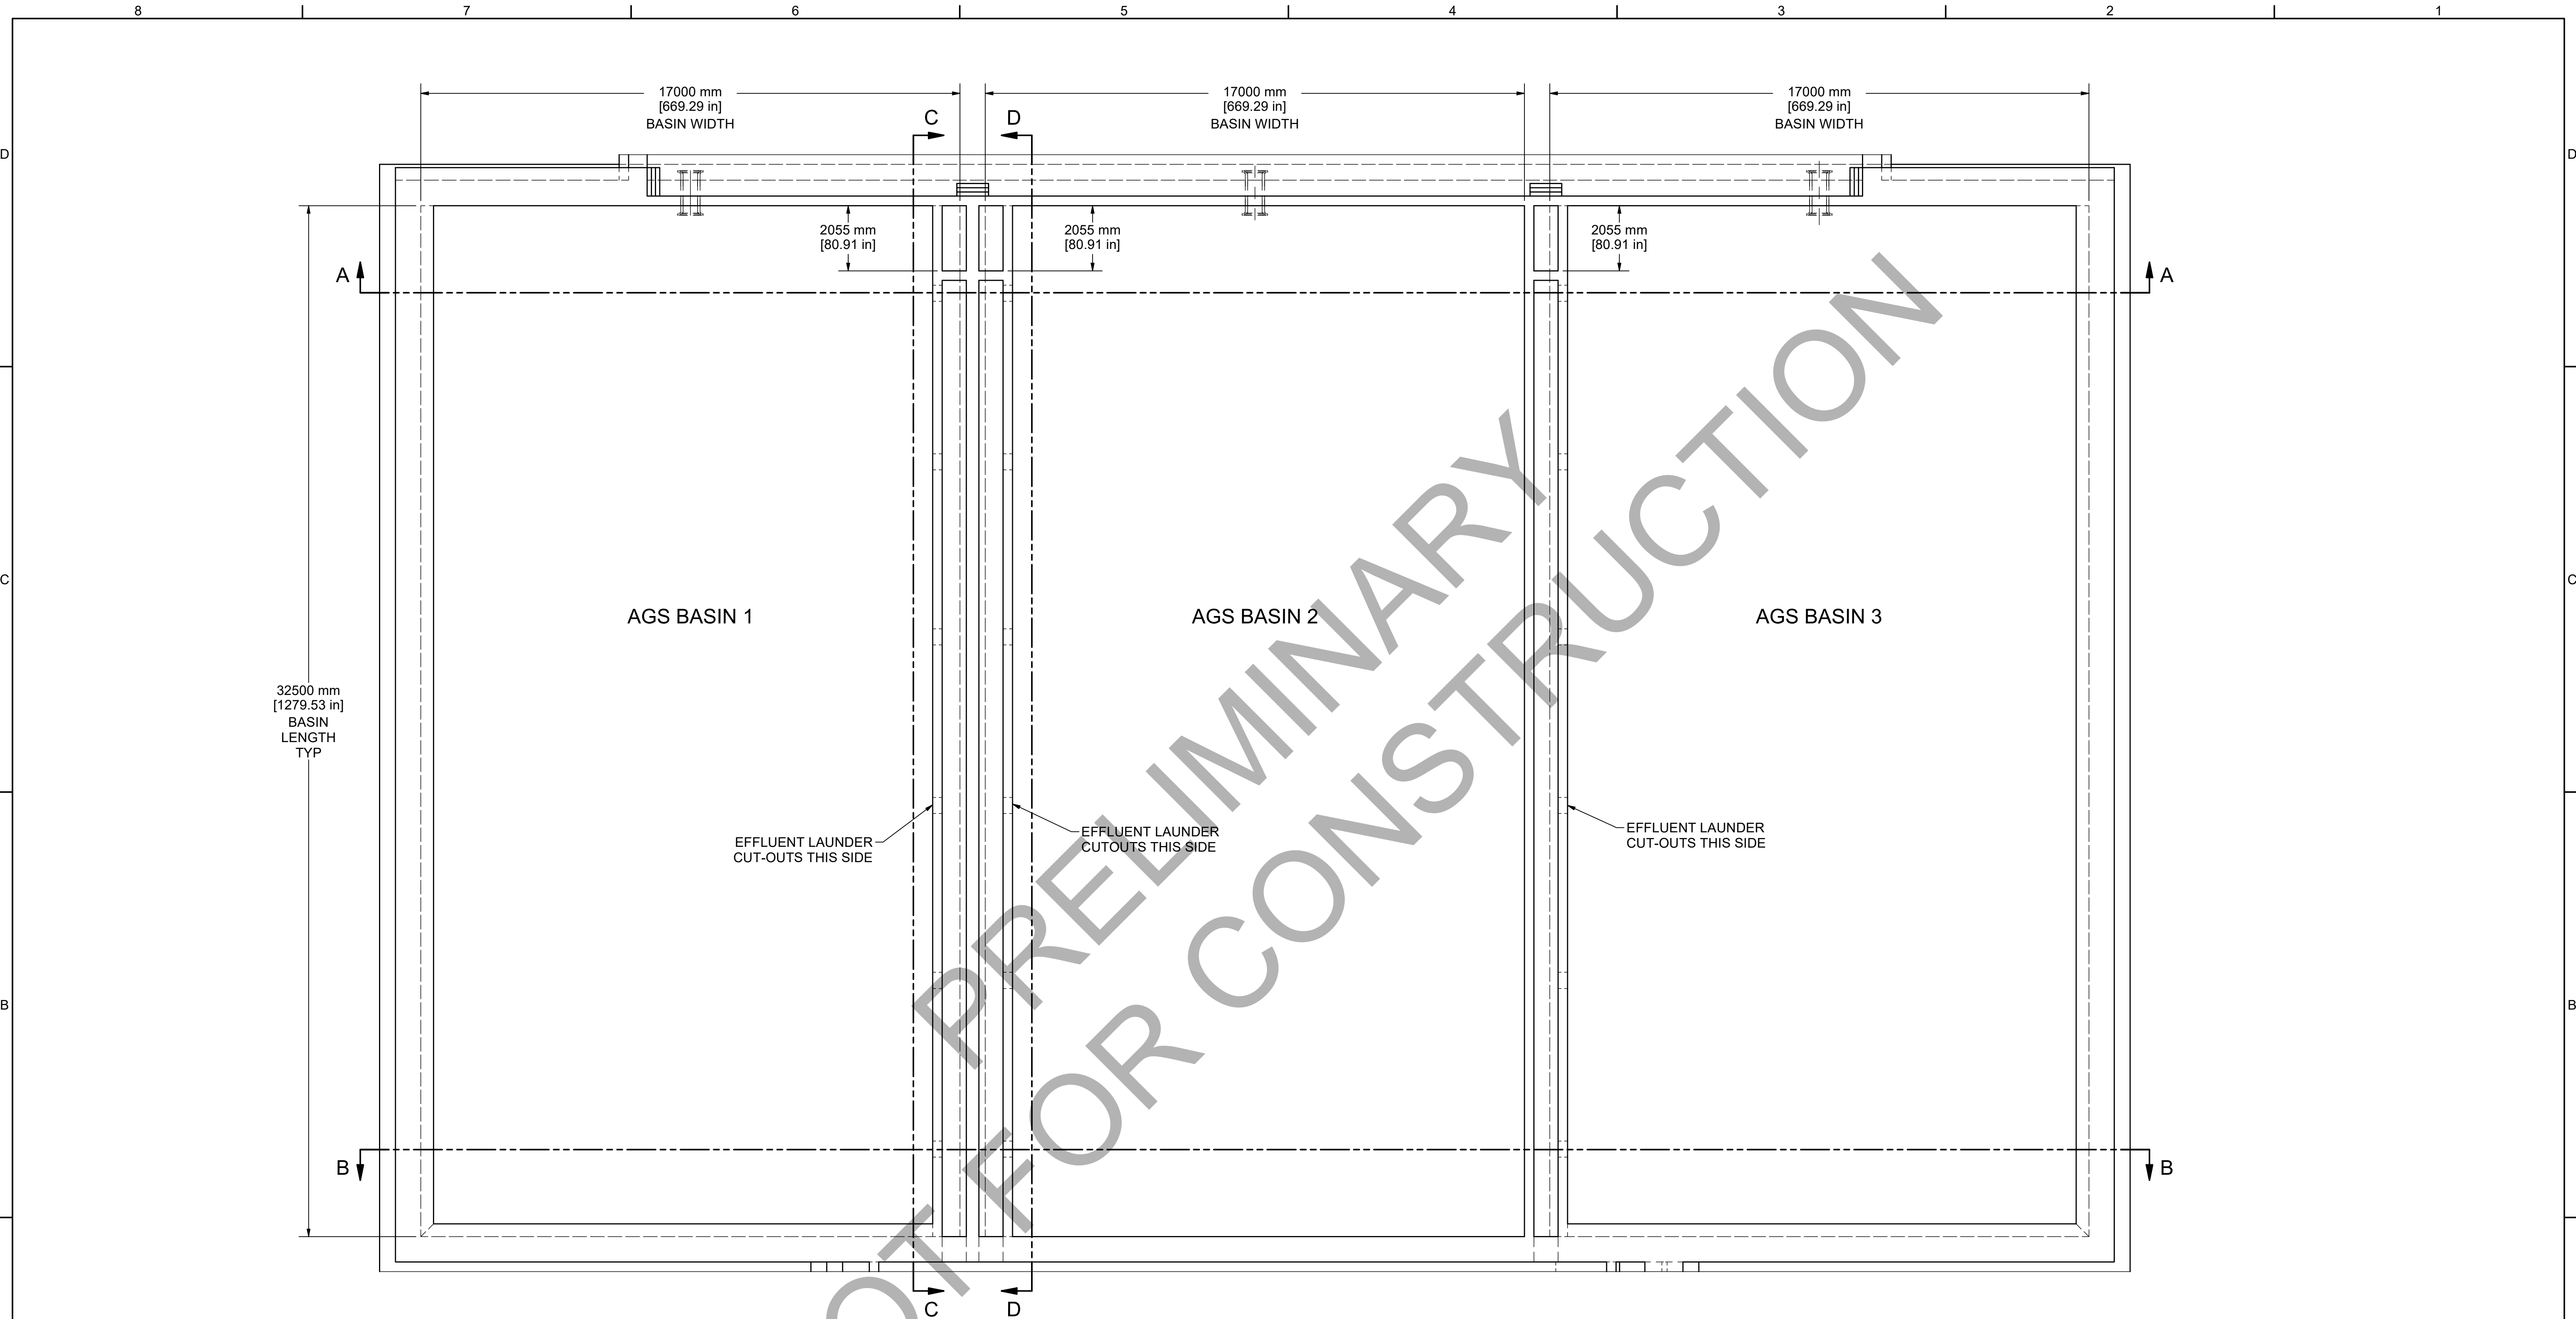 8 7 6 5 4 3 2 1
17000 mm
[669.29 in]
BASIN WIDTH
17000 mm
[669.29 in]
BASIN WIDTH
17000 mm
[669.29 in]
BASIN WIDTH
C D
D D
2055 mm
[80.91 in]
2055 mm
[80.91 in]
2055 mm
[80.91 in]
A A
C C
AGS BASIN 1
AGS BASIN 2
AGS BASIN 3
32500 mm
[1279.53 in]
BASIN
LENGTH
TYP
EFFLUENT LAUNDER
CUT-OUTS THIS SIDE
EFFLUENT LAUNDER
CUTOUTS THIS SIDE
EFFLUENT LAUNDER
CUT-OUTS THIS SIDE
B B
B B
C D
PRELIMINARY
OT FOR CONSTRUCTION